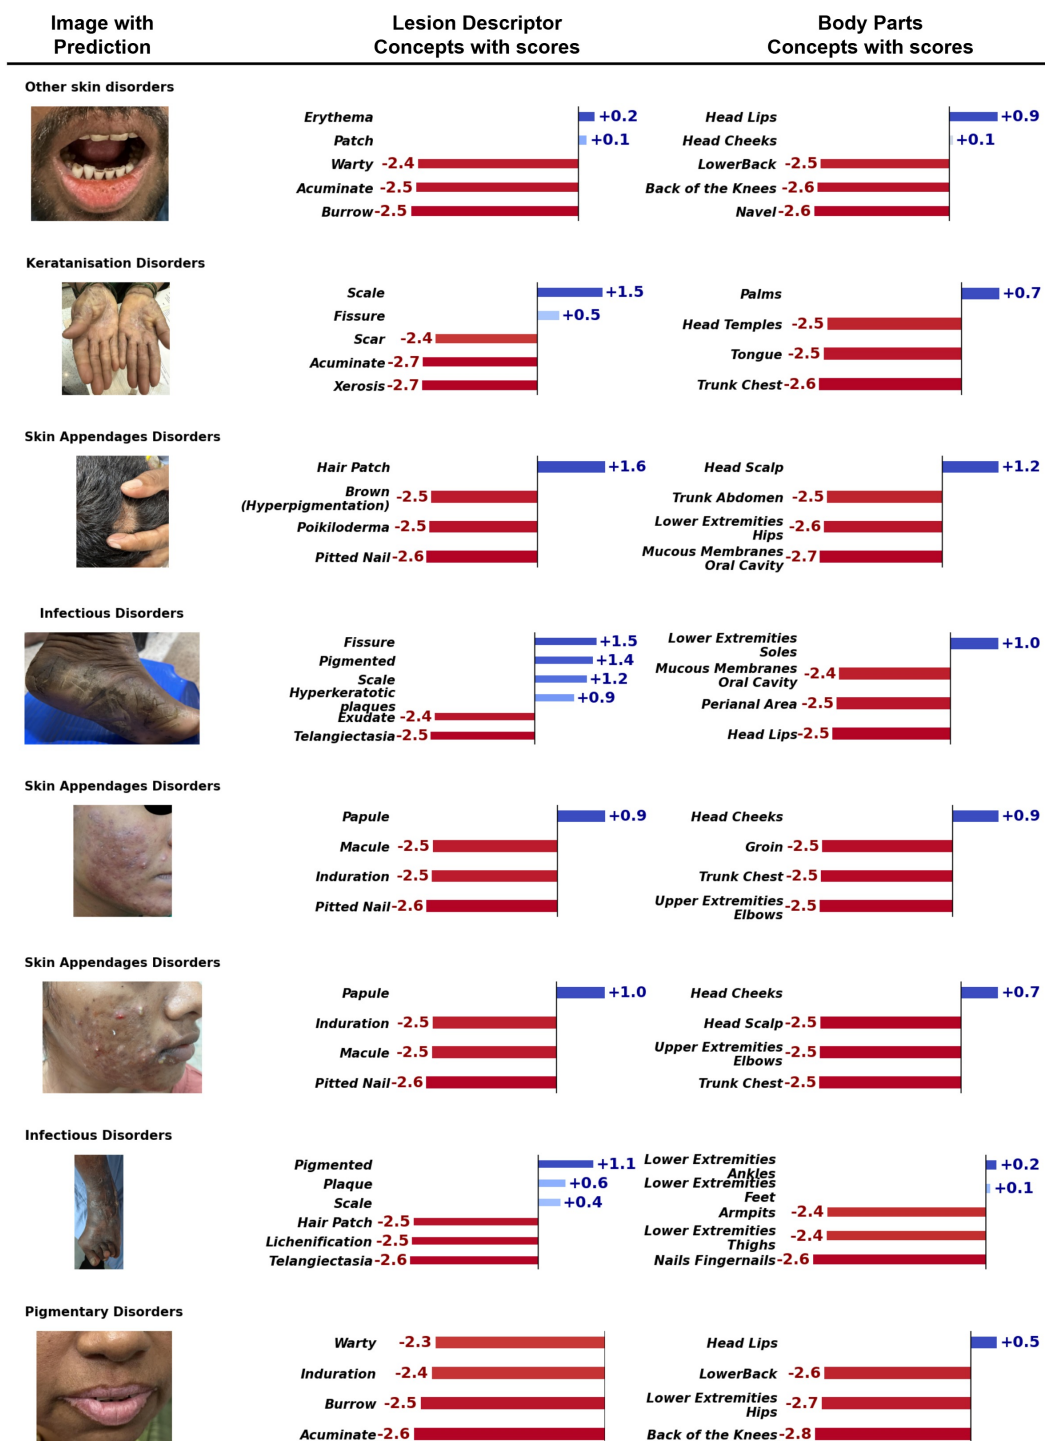 Image with
Prediction
Lesion Descriptor
Concepts with scores
Body Parts
Concepts with scores
Other skin disorders
Erythema +0.2
Patch +0.1
Warty -2.4
Acuminate -2.5
Burrow -2.5
Head Lips +0.9
Head Cheeks +0.1
LowerBack -2.5
Back of the Knees -2.6
Navel -2.6
Keratanisation Disorders
Scale +1.5
Fissure +0.5
Scar -2.4
Acuminate -2.7
Xerosis -2.7
Palms +0.7
Head Temples -2.5
Tongue -2.5
Trunk Chest -2.6
Skin Appendages Disorders
Hair Patch +1.6
Brown
(Hyperpigmentation) -2.5
Poikiloderma -2.5
Pitted Nail -2.6
Head Scalp +1.2
Trunk Abdomen -2.5
Lower Extremities
Hips -2.6
Mucous Membranes
Oral Cavity -2.7
Infectious Disorders
Fissure +1.5
Pigmented +1.4
Scale +1.2
Hyperkeratotic
plaques +0.9
Exudate -2.4
Telangiectasia -2.5
Lower Extremities
Soles +1.0
Mucous Membranes
Oral Cavity -2.4
Perianal Area -2.5
Head Lips -2.5
Skin Appendages Disorders
Papule +0.9
Macule -2.5
Induration -2.5
Pitted Nail -2.6
Head Cheeks +0.9
Groin -2.5
Trunk Chest -2.5
Upper Extremities
Elbows -2.5
Skin Appendages Disorders
Papule +1.0
Induration -2.5
Macule -2.5
Pitted Nail -2.6
Head Cheeks +0.7
Head Scalp -2.5
Upper Extremities
Elbows -2.5
Trunk Chest -2.5
Infectious Disorders
Pigmented +1.1
Plaque +0.6
Scale +0.4
Hair Patch -2.5
Lichenification -2.5
Telangiectasia -2.6
Lower Extremities
Ankles +0.2
Lower Extremities
Feet +0.1
Armpits -2.4
Lower Extremities
Thighs -2.4
Nails Fingernails -2.6
Pigmentary Disorders
Warty -2.3
Induration -2.4
Burrow -2.5
Acuminate -2.6
Head Lips +0.5
LowerBack -2.6
Lower Extremities
Hips -2.7
Back of the Knees -2.8